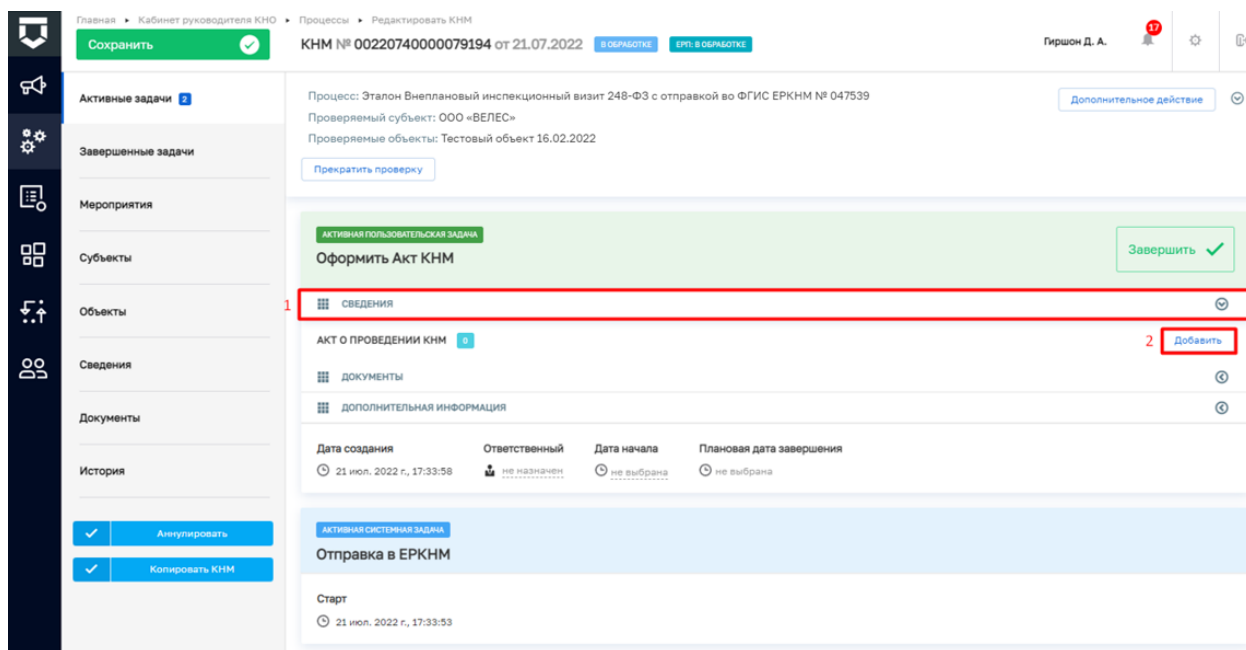 Главная ▸ Кабинет руководителя КНО ▸ Процессы ▸ Редактировать КНМ
Сохранить
КНМ № 00220740000079194 от 21.07.2022 В ОБРАБОТКЕ ЕРП: В ОБРАБОТКЕ
Гиршон Д. А.
17
Активные задачи 2
Завершенные задачи
Мероприятия
Субъекты
Объекты
Сведения
Документы
История
Аннулировать
Копировать КНМ
Процесс: Эталон Внеплановый инспекционный визит 248-ФЗ с отправкой во ФГИС ЕРКНМ № 047539
Дополнительное действие
Проверяемый субъект: ООО «ВЕЛЕС»
Проверяемые объекты: Тестовый объект 16.02.2022
Прекратить проверку
АКТИВНАЯ ПОЛЬЗОВАТЕЛЬСКАЯ ЗАДАЧА
Оформить Акт КНМ
Завершить
1 СВЕДЕНИЯ
АКТ О ПРОВЕДЕНИИ КНМ 0
2 Добавить
ДОКУМЕНТЫ
ДОПОЛНИТЕЛЬНАЯ ИНФОРМАЦИЯ
Дата создания Ответственный Дата начала Плановая дата завершения
21 июл. 2022 г., 17:33:58 не назначен не выбрана не выбрана
АКТИВНАЯ СИСТЕМНАЯ ЗАДАЧА
Отправка в ЕРКНМ
Старт
21 июл. 2022 г., 17:33:53